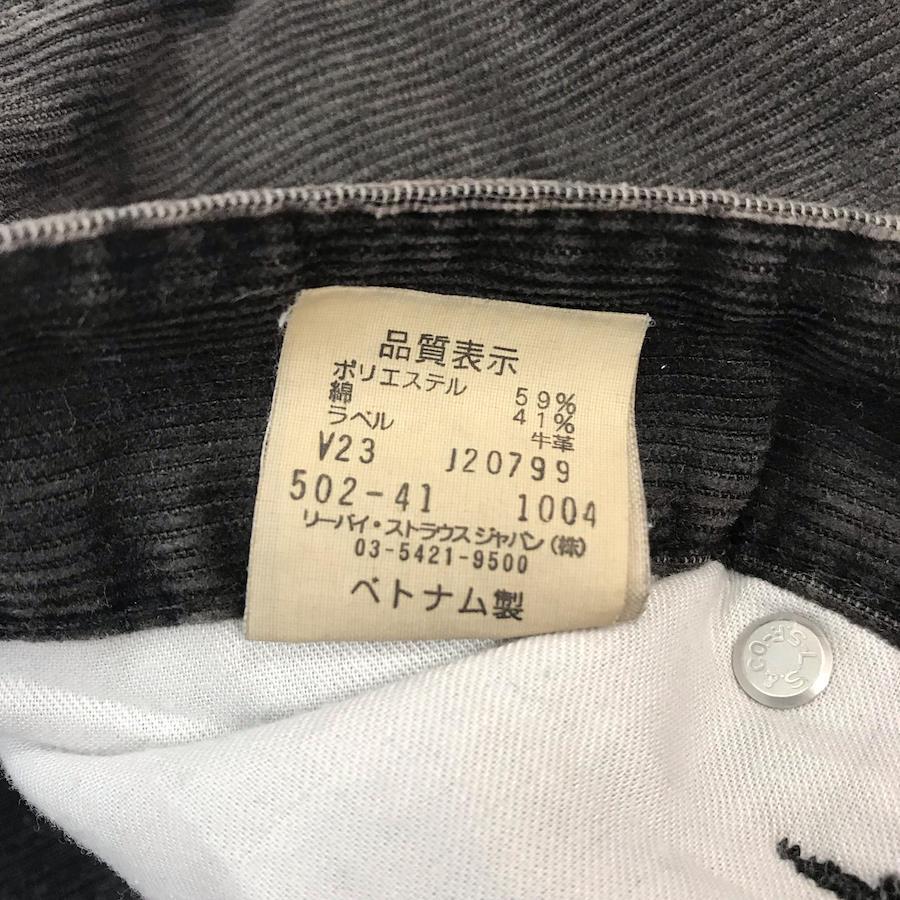 品質表示
ポリエステル 59%
綿 41%
ラベル 牛革
V23 J20799
502-41 1004
リーバイ・ストラウスジャパン(株)
03-5421-9500
ベトナム製
L.S.&CO.S.F.